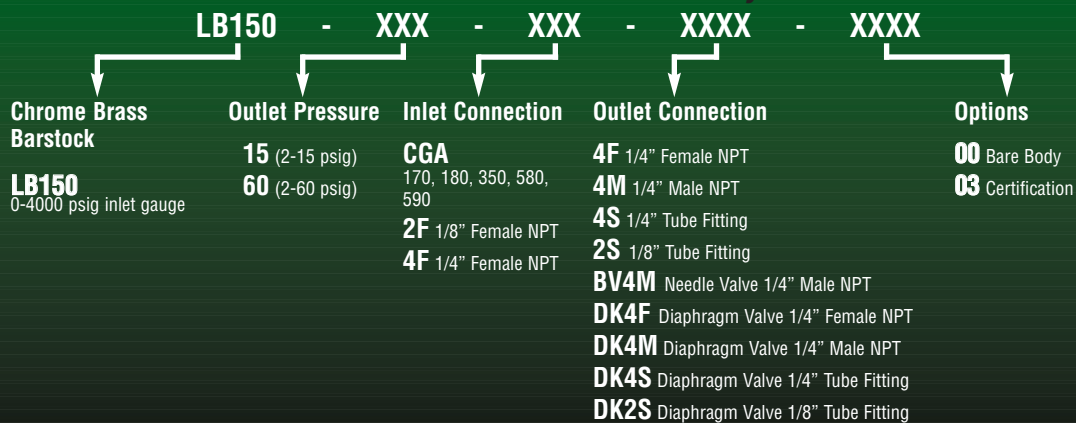 LB150 - XXX - XXX - XXXX - XXXX
Chrome Brass
Barstock
LB150
0-4000 psig inlet gauge
Outlet Pressure
15 (2-15 psig)
60 (2-60 psig)
Inlet Connection
CGA
170, 180, 350, 580,
590
2F 1/8” Female NPT
4F 1/4” Female NPT
Outlet Connection
4F 1/4” Female NPT
4M 1/4” Male NPT
4S 1/4” Tube Fitting
2S 1/8” Tube Fitting
BV4M Needle Valve 1/4” Male NPT
DK4F Diaphragm Valve 1/4” Female NPT
DK4M Diaphragm Valve 1/4” Male NPT
DK4S Diaphragm Valve 1/4” Tube Fitting
DK2S Diaphragm Valve 1/8” Tube Fitting
Options
00 Bare Body
03 Certification